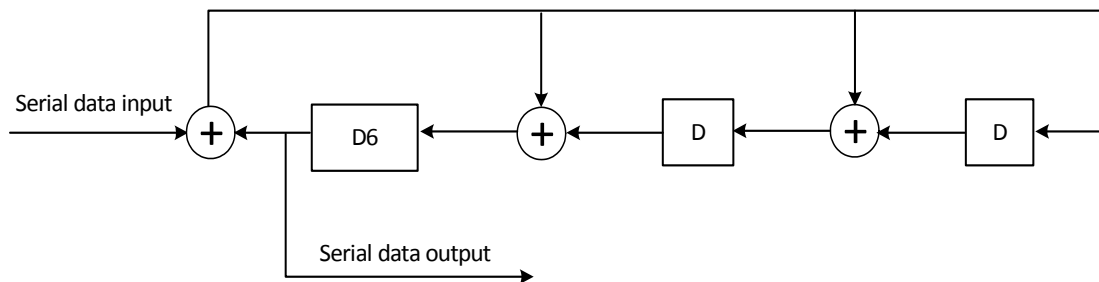 Serial data input
+
D6
+
D
+
D
Serial data output